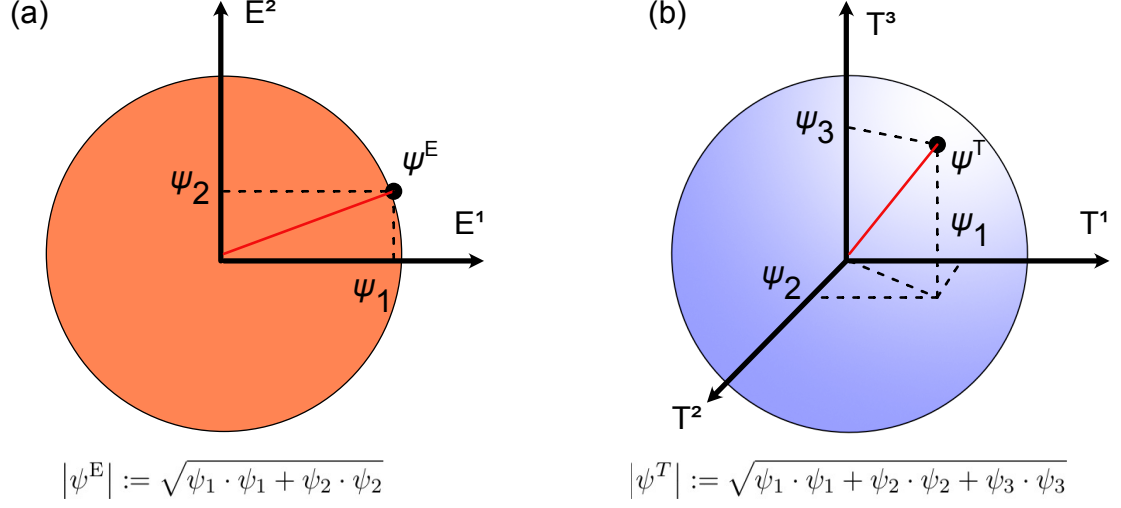 (a)
E²
ψ₂
ψᴱ
E¹
ψ₁
|ψᴱ| := √(ψ₁ · ψ₁ + ψ₂ · ψ₂)
(b)
T³
ψ₃
ψᵀ
ψ₁
T¹
ψ₂
T²
|ψᵀ| := √(ψ₁ · ψ₁ + ψ₂ · ψ₂ + ψ₃ · ψ₃)